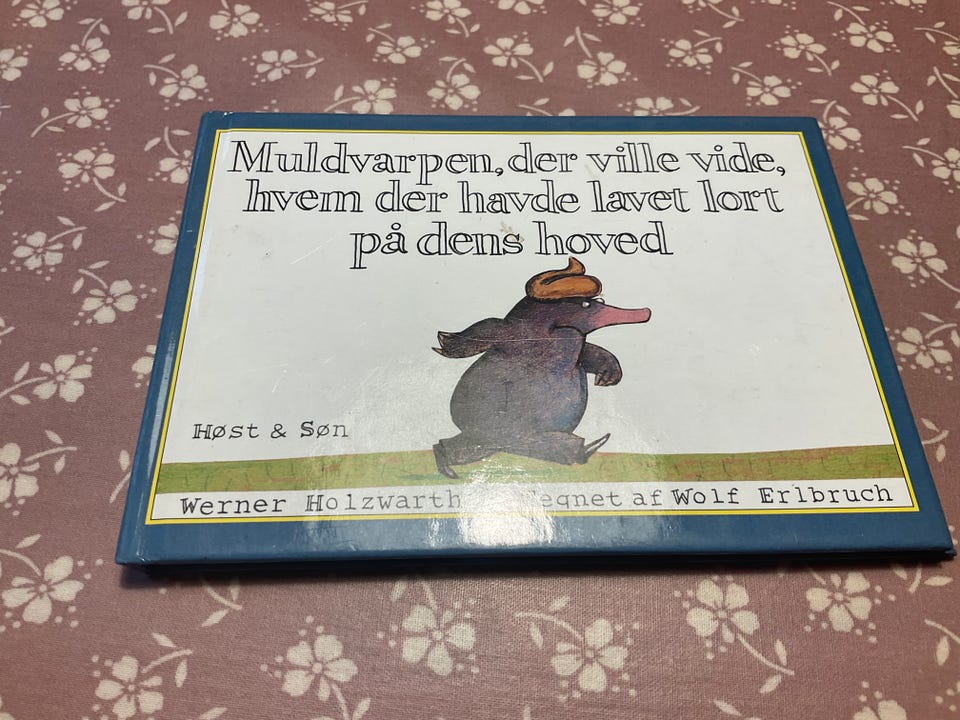 Muldvarpen, der ville vide,
hvem der havde lavet lort
på dens hoved
Høst & Søn
Werner Holzwarth Tegnet af Wolf Erlbruch